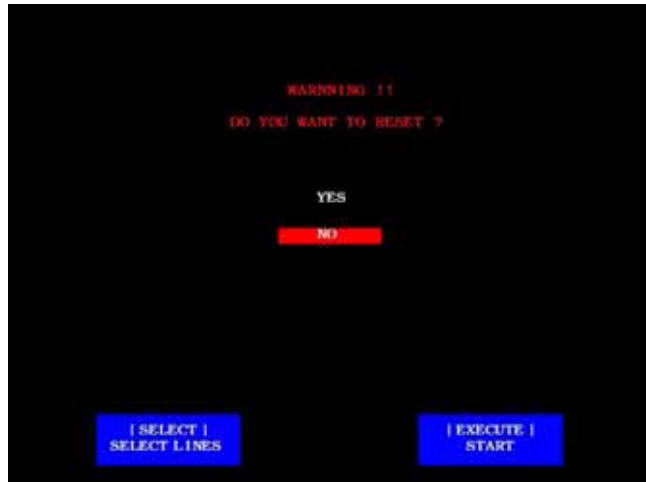 WARNNING !!
DO YOU WANT TO RESET ?
YES
NO
[ SELECT ]
SELECT LINES
[ EXECUTE ]
START